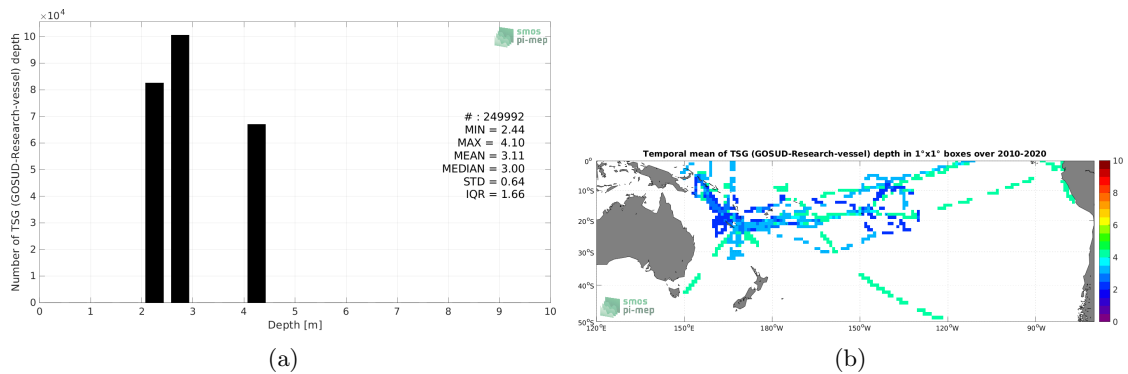 ×10⁴
10
9
8
7
6
5
4
3
2
1
0
Number of TSG (GOSUD-Research-vessel) depth
smos
pi-mep
# : 249992
MIN = 2.44
MAX = 4.10
MEAN = 3.11
MEDIAN = 3.00
STD = 0.64
IQR = 1.66
0 1 2 3 4 5 6 7 8 9 10
Depth [m]
(a)
Temporal mean of TSG (GOSUD-Research-vessel) depth in 1°x1° boxes over 2010-2020
0°
10°S
20°S
30°S
40°S
50°S
120°E 150°E 180°W 150°W 120°W 90°W
smos
pi-mep
10
8
6
4
2
0
(b)